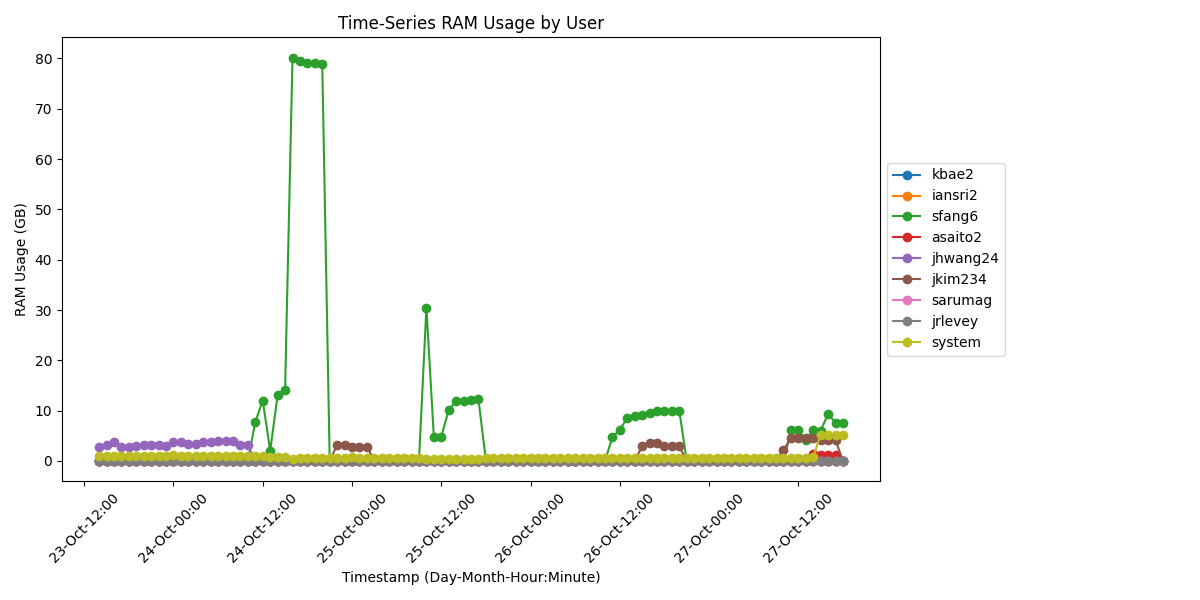 Time-Series RAM Usage by User
80
70
60
50
40
30
20
10
0
RAM Usage (GB)
23-Oct-12:00
24-Oct-00:00
24-Oct-12:00
25-Oct-00:00
25-Oct-12:00
26-Oct-00:00
26-Oct-12:00
27-Oct-00:00
27-Oct-12:00
Timestamp (Day-Month-Hour:Minute)
kbae2
iansri2
sfang6
asaito2
jhwang24
jkim234
sarumag
jrlevey
system